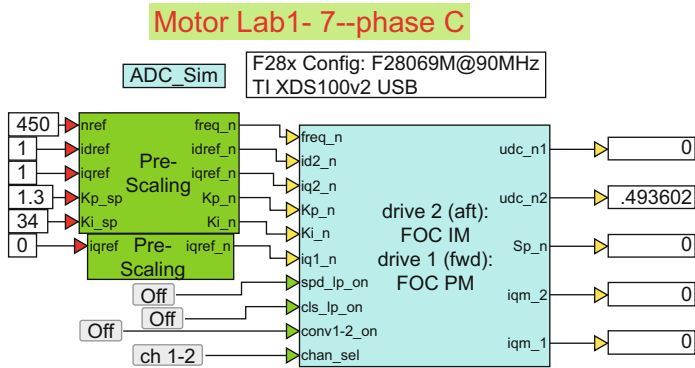 Motor Lab1- 7--phase C
ADC_Sim
F28x Config: F28069M@90MHz
TI XDS100v2 USB
450
1
1
1.3
34
0
nref
idref
iqref
Kp_sp
Ki_sp
Pre-
Scaling
freq_n
idref_n
iqref_n
Kp_n
Ki_n
iqref
Pre-
Scaling
iqref_n
Off
Off
Off
ch 1-2
freq_n
id2_n
iq2_n
Kp_n
Ki_n
iq1_n
spd_lp_on
cls_lp_on
conv1-2_on
chan_sel
drive 2 (aft):
FOC IM
drive 1 (fwd):
FOC PM
udc_n1
udc_n2
Sp_n
iqm_2
iqm_1
0
.493602
0
0
0